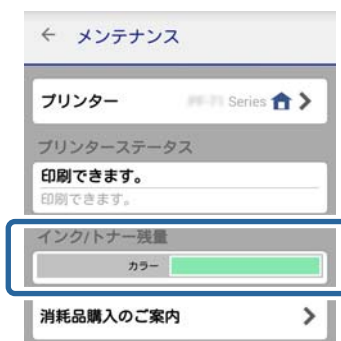 メンテナンス
プリンター Series
プリンターステータス
印刷できます。
印刷できます。
インク/トナー残量
カラー
消耗品購入のご案内